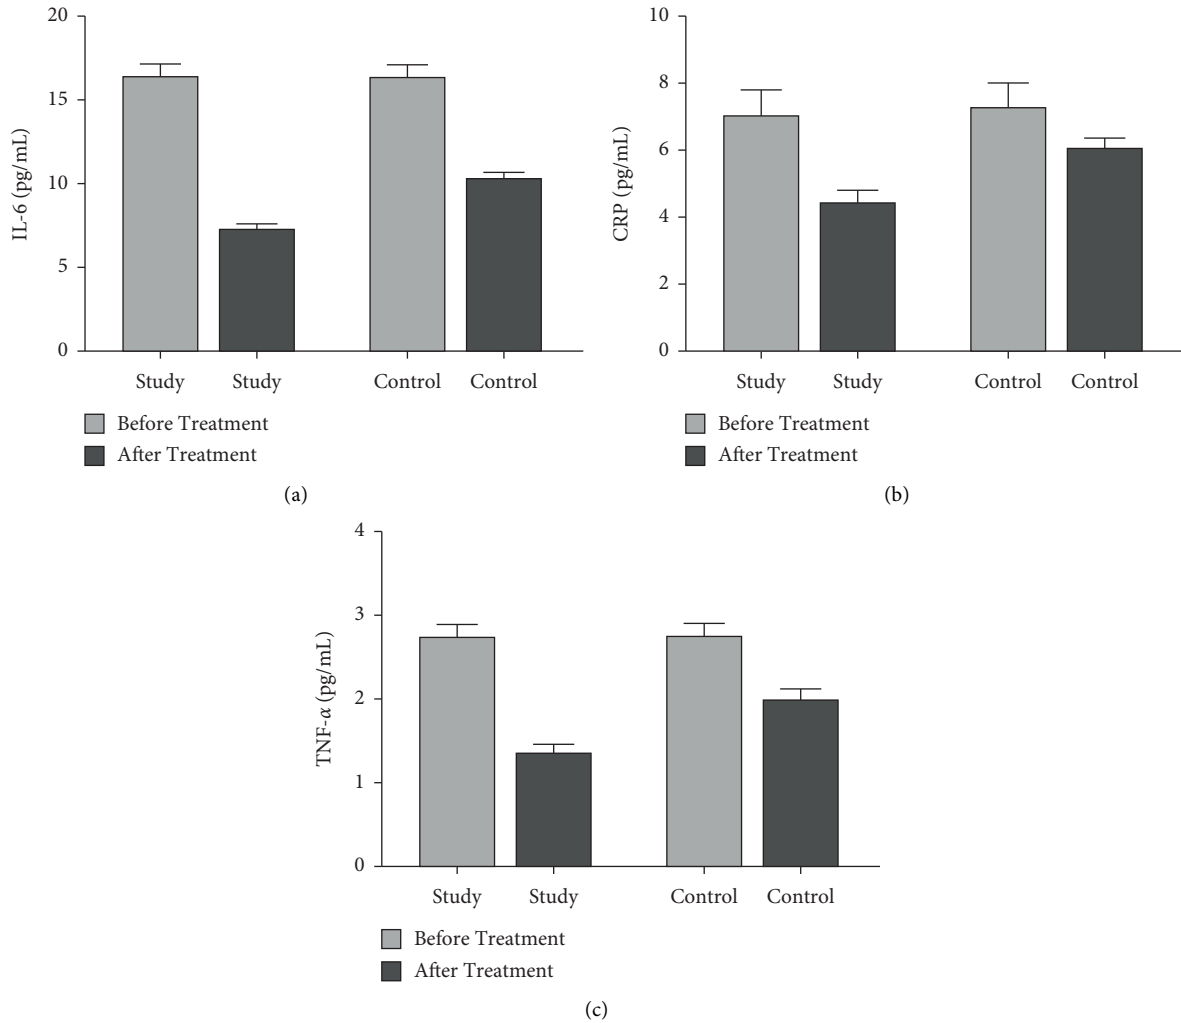 20
15
10
5
0
IL-6 (pg/mL)
Study Study Control Control
Before Treatment
After Treatment
(a)
10
8
6
4
2
0
CRP (pg/mL)
Study Study Control Control
Before Treatment
After Treatment
(b)
4
3
2
1
0
TNF-α (pg/mL)
Study Study Control Control
Before Treatment
After Treatment
(c)